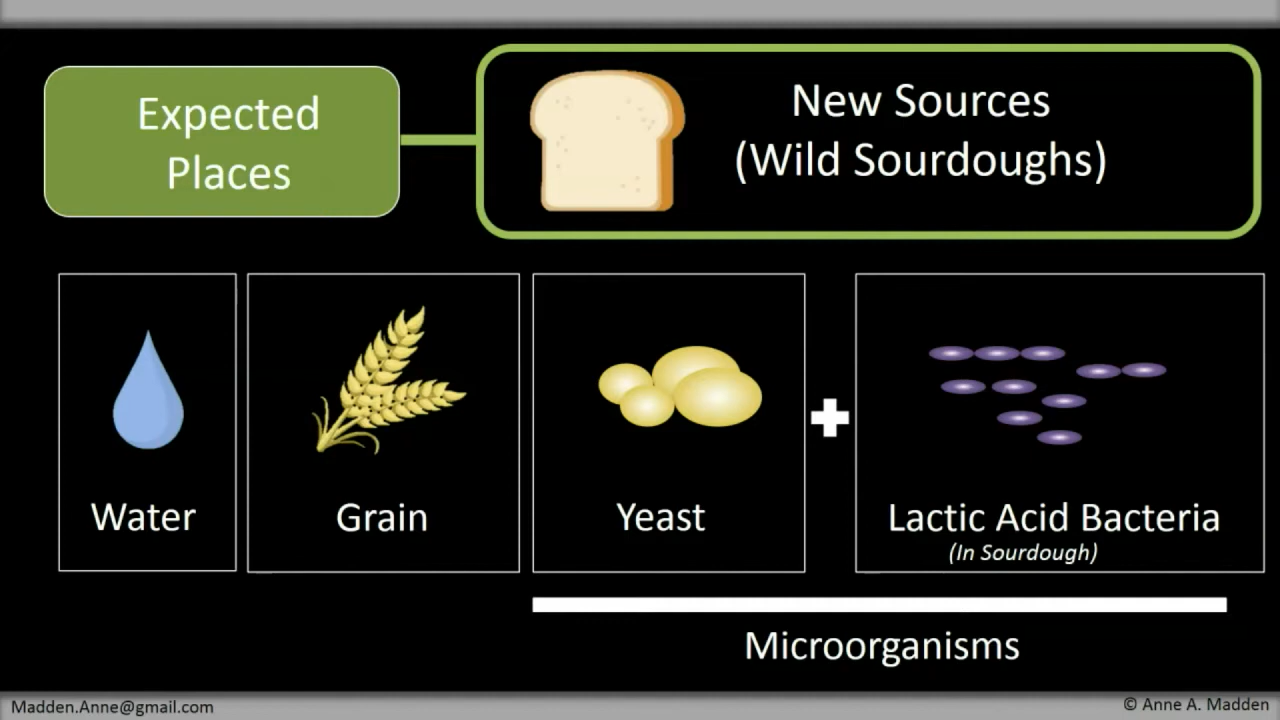 Expected
Places
New Sources
(Wild Sourdoughs)
Water
Grain
Yeast
Lactic Acid Bacteria
(In Sourdough)
Microorganisms
Madden.Anne@gmail.com
© Anne A. Madden